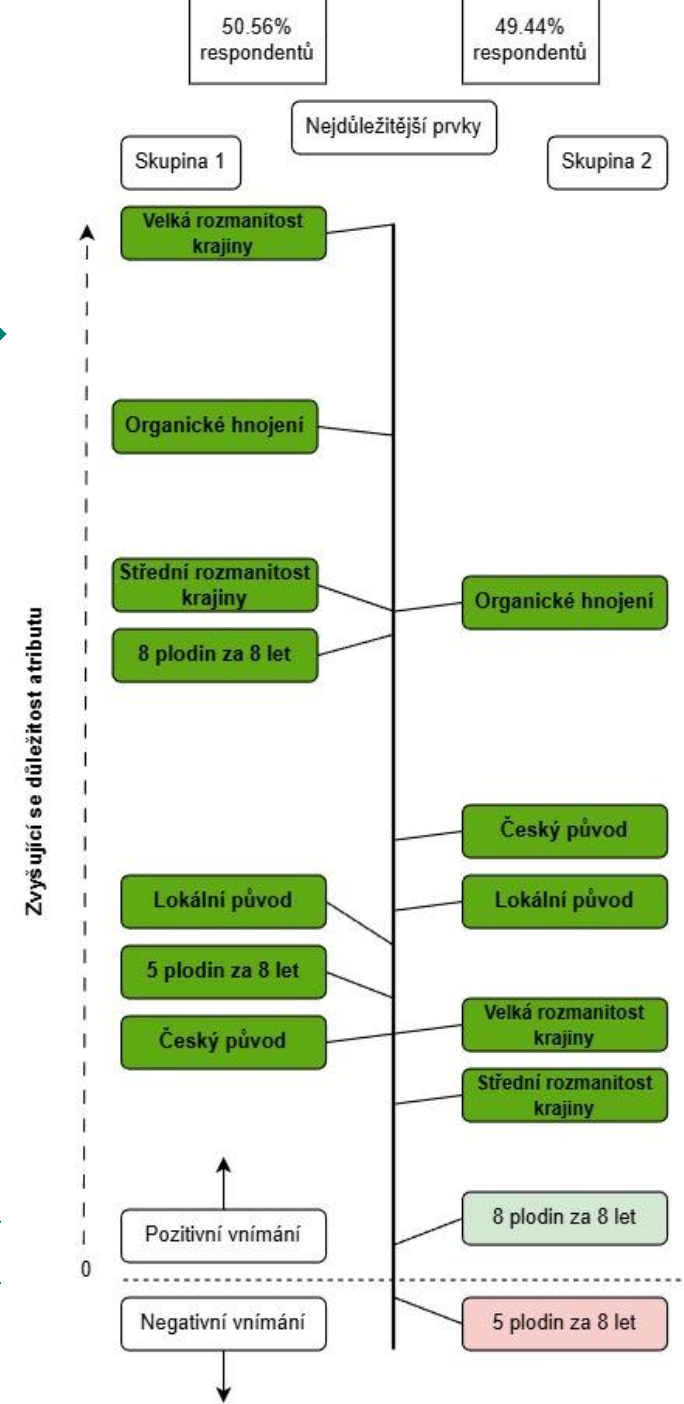 50.56%
respondentů
49.44%
respondentů
Nejdůležitější prvky
Skupina 1
Skupina 2
Velká rozmanitost
krajiny
Organické hnojení
Střední rozmanitost
krajiny
Organické hnojení
8 plodin za 8 let
Zvyšující se důležitost atributu
Český původ
Lokální původ
Lokální původ
5 plodin za 8 let
Velká rozmanitost
krajiny
Český původ
Střední rozmanitost
krajiny
8 plodin za 8 let
Pozitivní vnímání
0
Negativní vnímání
5 plodin za 8 let